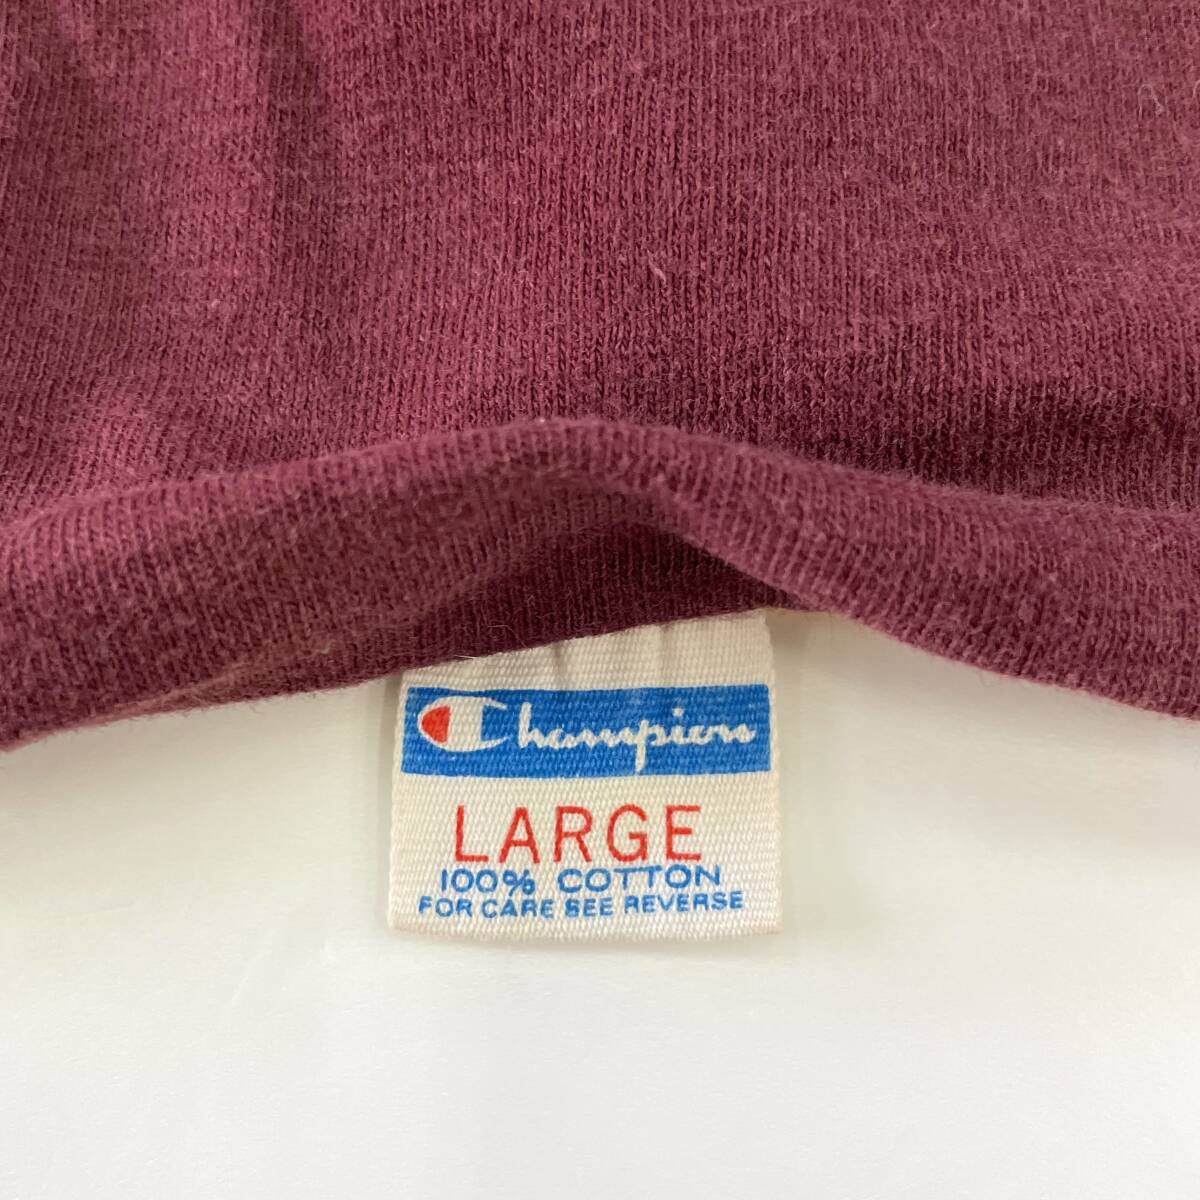 Champion
LARGE
100% COTTON
FOR CARE SEE REVERSE